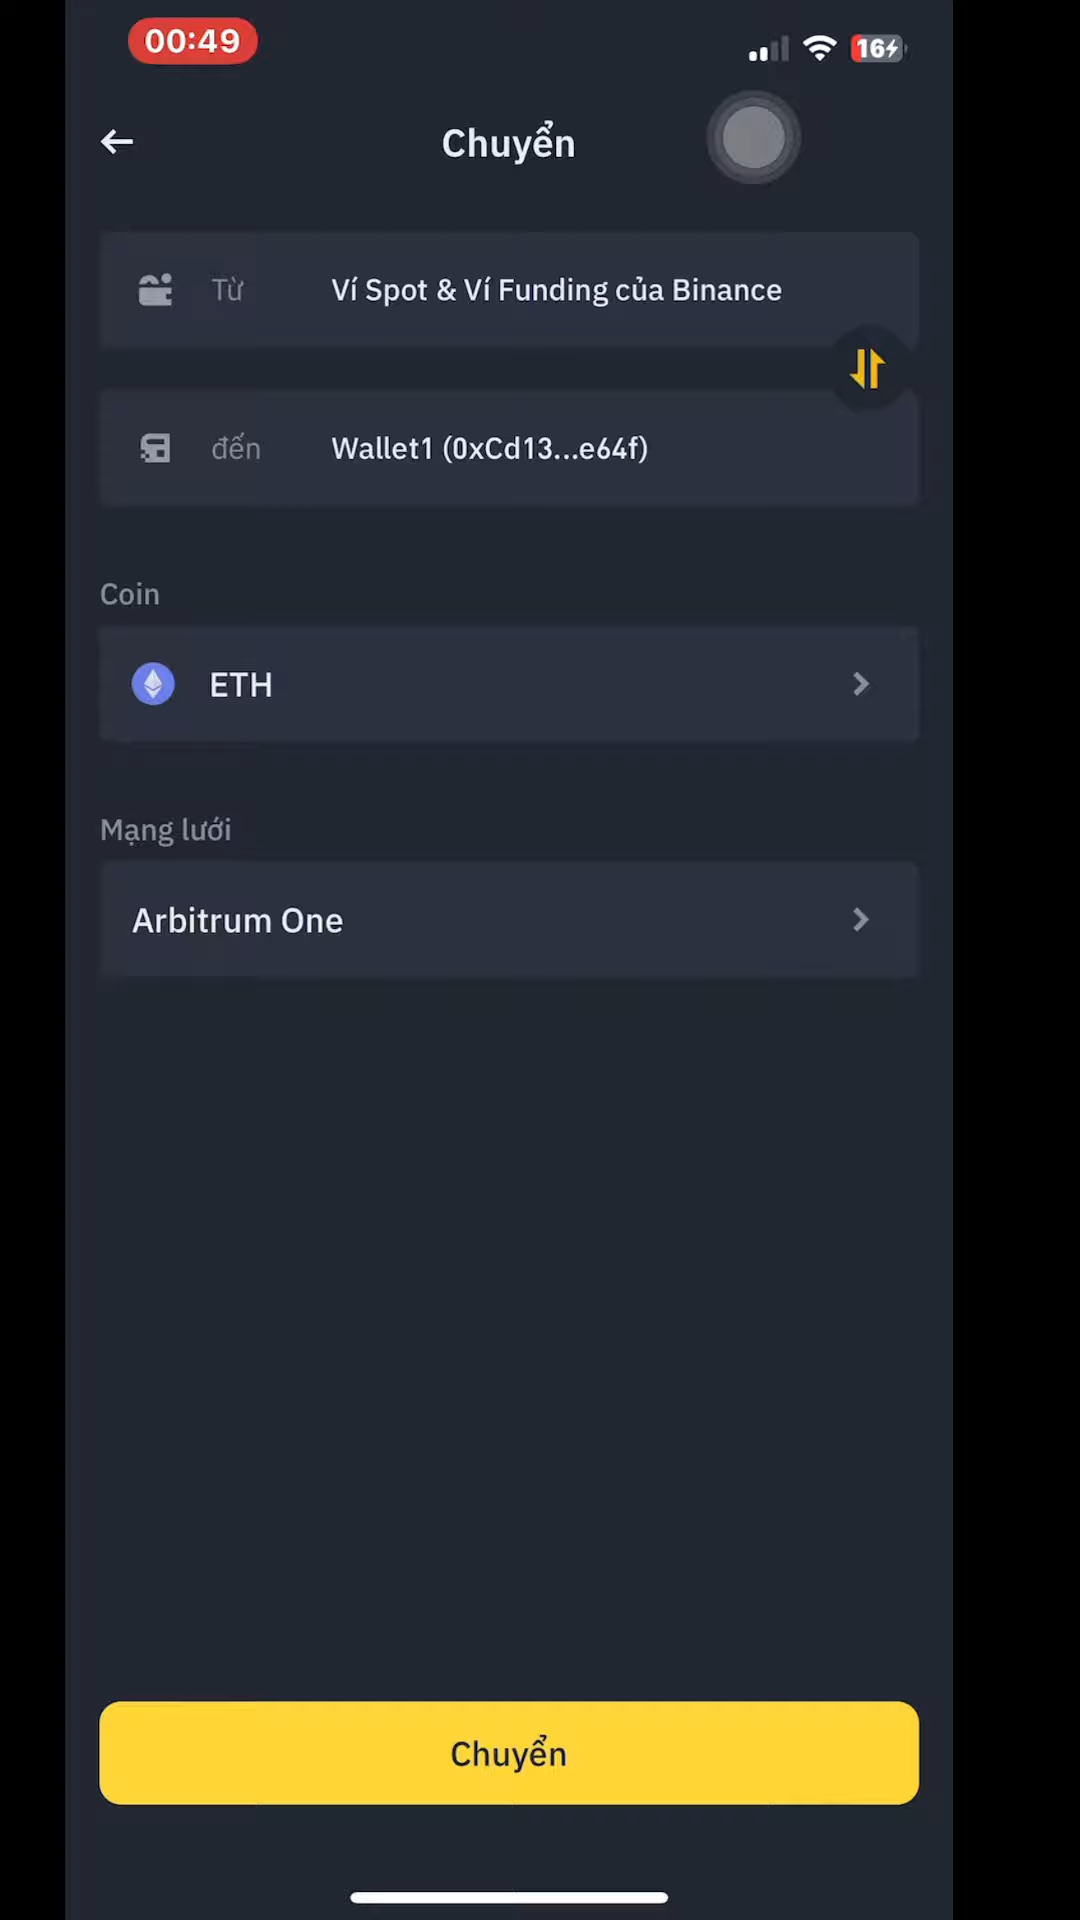 00:49
16
Chuyển
Từ
Ví Spot & Ví Funding của Binance
đến
Wallet1 (0xCd13...e64f)
Coin
ETH
Mạng lưới
Arbitrum One
Chuyển